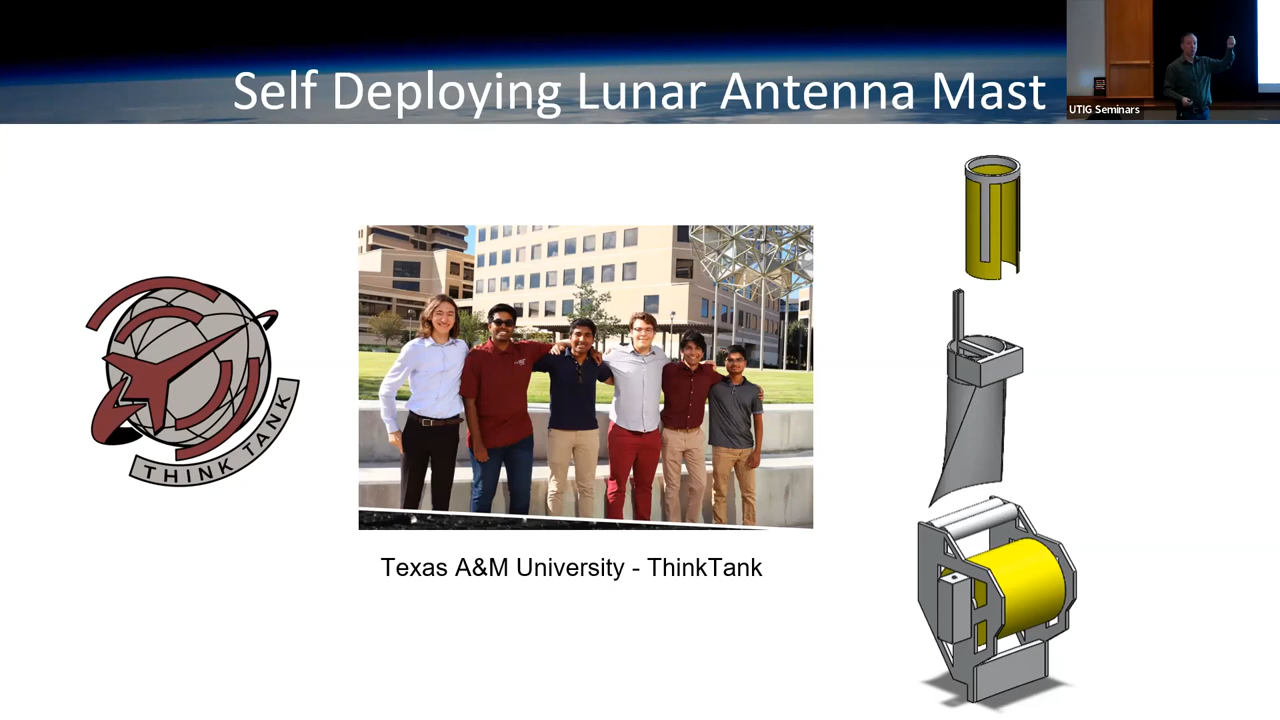 Self Deploying Lunar Antenna Mast
UTIG Seminars
THINK TANK
Texas A&M University - ThinkTank